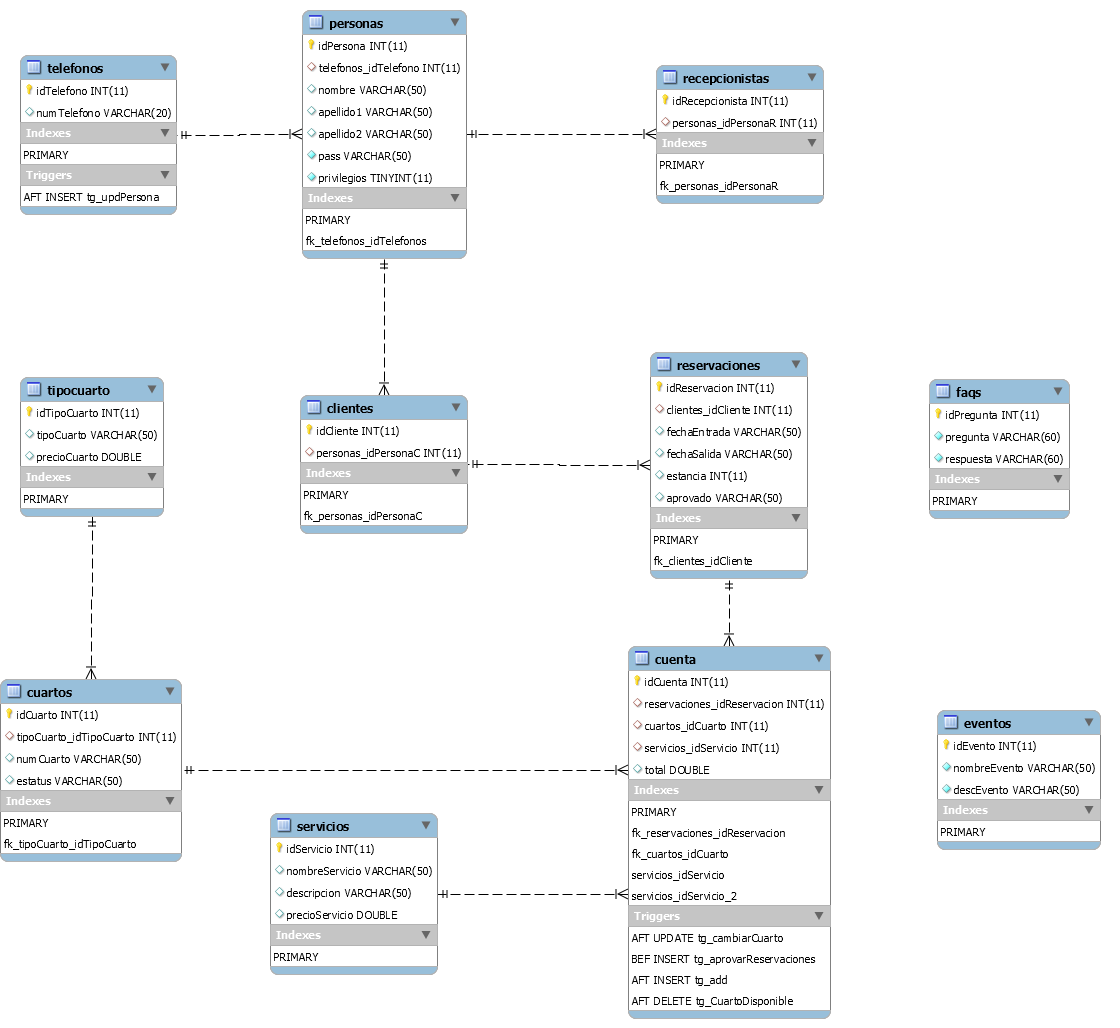 personas
idPersona INT(11)
telefonos_idTelefono INT(11)
nombre VARCHAR(50)
apellido1 VARCHAR(50)
apellido2 VARCHAR(50)
pass VARCHAR(50)
privilegios TINYINT(11)
Indexes
PRIMARY
fk_telefonos_idTelefonos
telefonos
idTelefono INT(11)
numTelefono VARCHAR(20)
Indexes
PRIMARY
Triggers
AFT INSERT tg_updPersona
recepcionistas
idRecepcionista INT(11)
personas_idPersonaR INT(11)
Indexes
PRIMARY
fk_personas_idPersonaR
tipocuarto
idTipoCuarto INT(11)
tipoCuarto VARCHAR(50)
precioCuarto DOUBLE
Indexes
PRIMARY
clientes
idCliente INT(11)
personas_idPersonaC INT(11)
Indexes
PRIMARY
fk_personas_idPersonaC
reservaciones
idReservacion INT(11)
clientes_idCliente INT(11)
fechaEntrada VARCHAR(50)
fechaSalida VARCHAR(50)
estancia INT(11)
aprovado VARCHAR(50)
Indexes
PRIMARY
fk_clientes_idCliente
faqs
idPregunta INT(11)
pregunta VARCHAR(60)
respuesta VARCHAR(60)
Indexes
PRIMARY
cuartos
idCuarto INT(11)
tipoCuarto_idTipoCuarto INT(11)
numCuarto VARCHAR(50)
estatus VARCHAR(50)
Indexes
PRIMARY
fk_tipoCuarto_idTipoCuarto
servicios
idServicio INT(11)
nombreServicio VARCHAR(50)
descripcion VARCHAR(50)
precioServicio DOUBLE
Indexes
PRIMARY
cuenta
idCuenta INT(11)
reservaciones_idReservacion INT(11)
cuartos_idCuarto INT(11)
servicios_idServicio INT(11)
total DOUBLE
Indexes
PRIMARY
fk_reservaciones_idReservacion
fk_cuartos_idCuarto
servicios_idServicio
servicios_idServicio_2
Triggers
AFT UPDATE tg_cambiarCuarto
BEF INSERT tg_aprovarReservaciones
AFT INSERT tg_add
AFT DELETE tg_CuartoDisponible
eventos
idEvento INT(11)
nombreEvento VARCHAR(50)
descEvento VARCHAR(50)
Indexes
PRIMARY